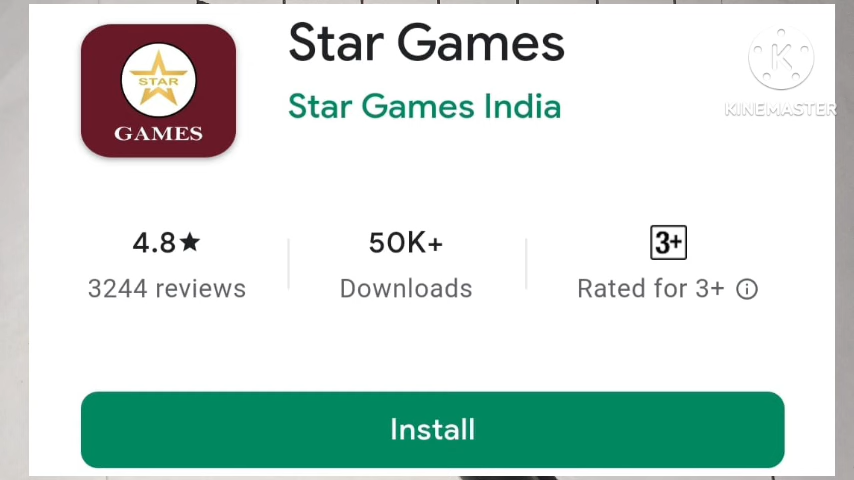 Star Games
Star Games India
STAR
GAMES
K
KINEMASTER
4.8★
3244 reviews
50K+
Downloads
3+
Rated for 3+
Install